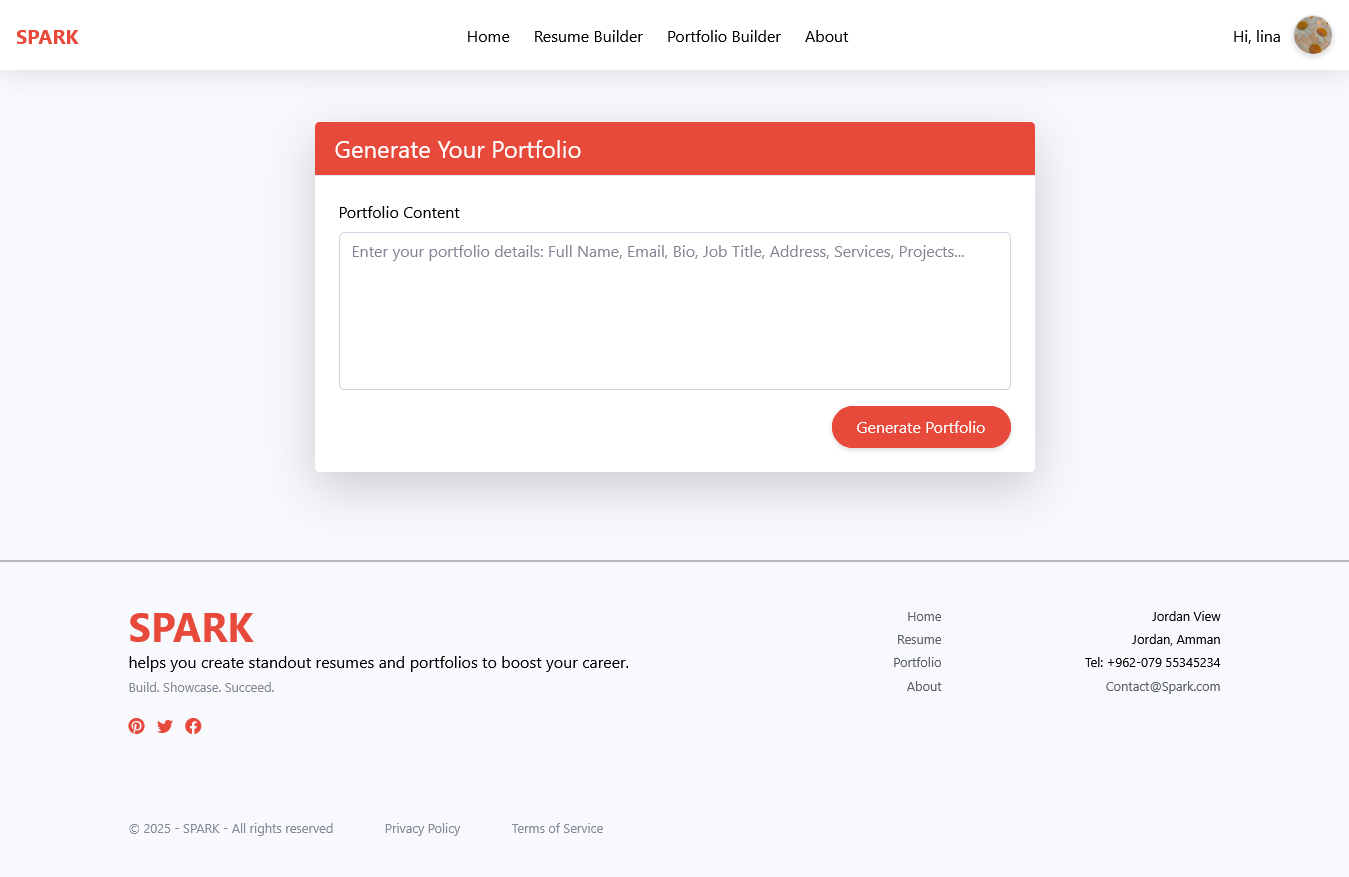 SPARK
Home
Resume Builder
Portfolio Builder
About
Hi, lina
Generate Your Portfolio
Portfolio Content
Enter your portfolio details: Full Name, Email, Bio, Job Title, Address, Services, Projects...
Generate Portfolio
SPARK
helps you create standout resumes and portfolios to boost your career.
Build. Showcase. Succeed.
Home
Resume
Portfolio
About
Jordan View
Jordan, Amman
Tel: +962-079 55345234
Contact@Spark.com
© 2025 - SPARK - All rights reserved
Privacy Policy
Terms of Service